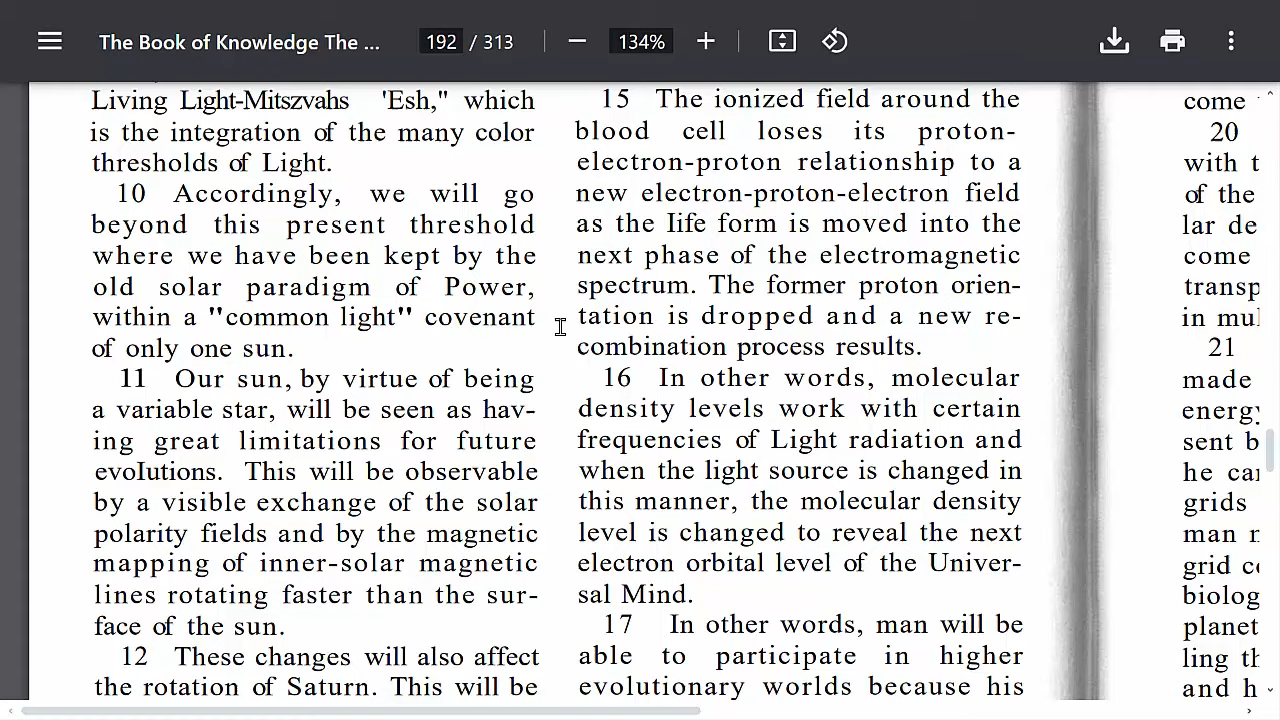 The Book of Knowledge The ...
192 / 313
134%
Living Light-Mitszvahs 'Esh," which
is the integration of the many color
thresholds of Light.
10 Accordingly, we will go
beyond this present threshold
where we have been kept by the
old solar paradigm of Power,
within a "common light" covenant
of only one sun.
11 Our sun, by virtue of being
a variable star, will be seen as hav-
ing great limitations for future
evolutions. This will be observable
by a visible exchange of the solar
polarity fields and by the magnetic
mapping of inner-solar magnetic
lines rotating faster than the sur-
face of the sun.
12 These changes will also affect
the rotation of Saturn. This will be
15 The ionized field around the
blood cell loses its proton-
electron-proton relationship to a
new electron-proton-electron field
as the life form is moved into the
next phase of the electromagnetic
spectrum. The former proton orien-
tation is dropped and a new re-
combination process results.
16 In other words, molecular
density levels work with certain
frequencies of Light radiation and
when the light source is changed in
this manner, the molecular density
level is changed to reveal the next
electron orbital level of the Univer-
sal Mind.
17 In other words, man will be
able to participate in higher
evolutionary worlds because his
come
20
with t
of the
lar de
come
transp
in mul
21
made
energy
sent b
he car
grids
man n
grid co
biolog
planet
ling th
and h